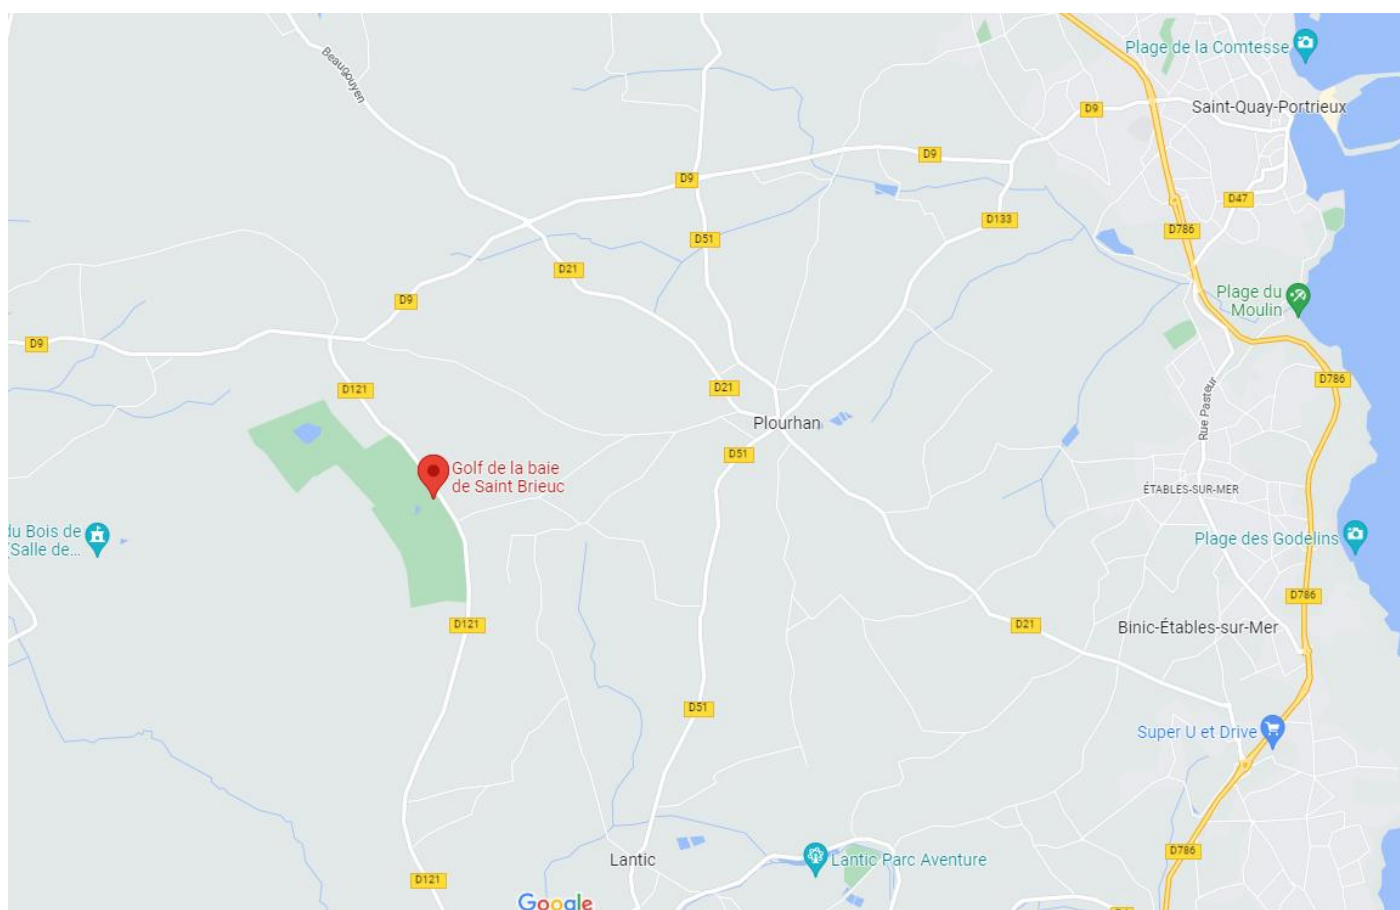 Beaugouyen
Plage de la Comtesse
Saint-Quay-Portrieux
D9
D9
D9
D47
D133
D786
D51
D21
Plage du
Moulin
D9
D9
D786
D121
D21
Rue Pasteur
Plourhan
D51
Golf de la baie
de Saint Brieuc
ÉTABLES-SUR-MER
du Bois de
(Salle de...
Plage des Godelins
D786
D121
D21
Binic-Étables-sur-Mer
D51
Super U et Drive
D786
Lantic
Lantic Parc Aventure
D121
Google